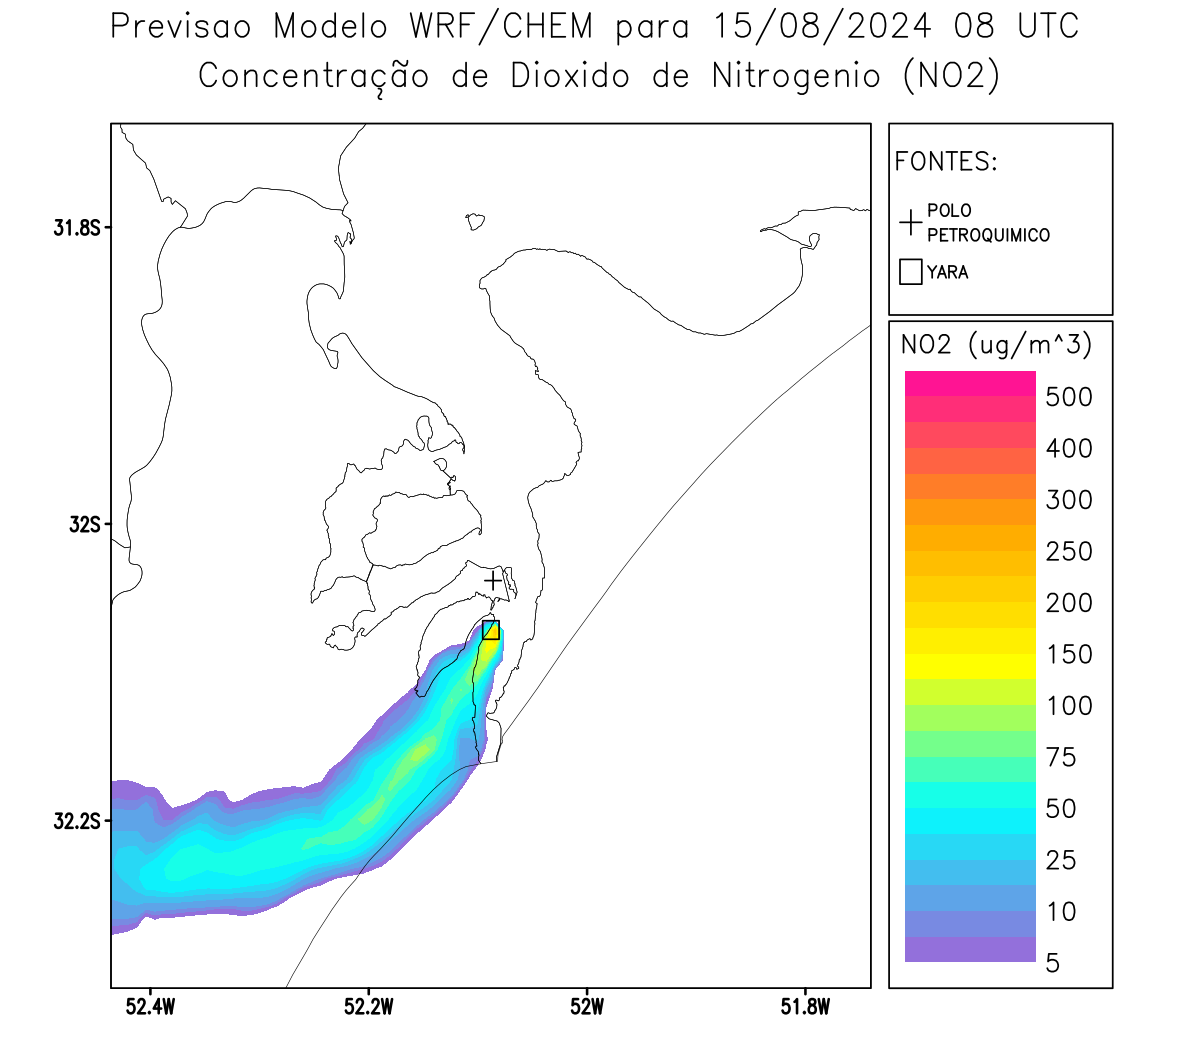 Previsao Modelo WRF/CHEM para 15/08/2024 08 UTC
Concentração de Dioxido de Nitrogenio (NO2)
FONTES:
POLO
PETROQUIMICO
YARA
NO2 (ug/m^3)
500
400
300
250
200
150
100
75
50
25
10
5
31.8S
32S
32.2S
52.4W
52.2W
52W
51.8W